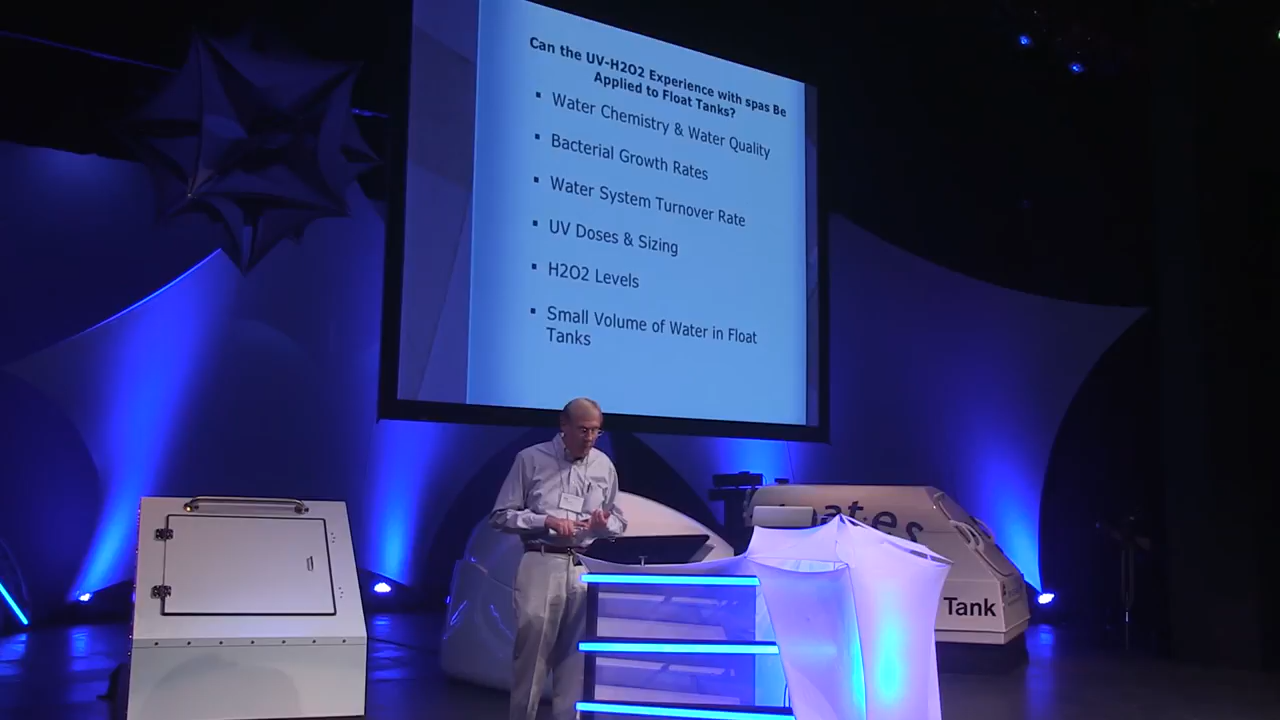 Can the UV-H2O2 Experience with spas Be
Applied to Float Tanks?
▪ Water Chemistry & Water Quality
▪ Bacterial Growth Rates
▪ Water System Turnover Rate
▪ UV Doses & Sizing
▪ H2O2 Levels
▪ Small Volume of Water in Float
Tanks
Tank